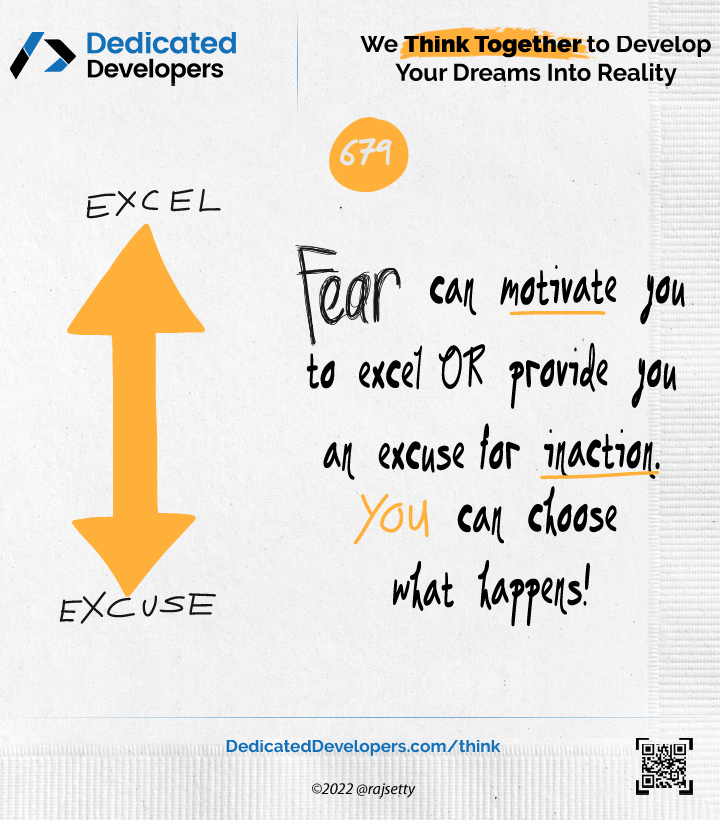 Dedicated
Developers
We Think Together to Develop
Your Dreams Into Reality
679
EXCEL
EXCUSE
Fear can motivate you
to excel OR provide you
an excuse for inaction.
YOU can choose
what happens!
DedicatedDevelopers.com/think
©2022 @rajsetty